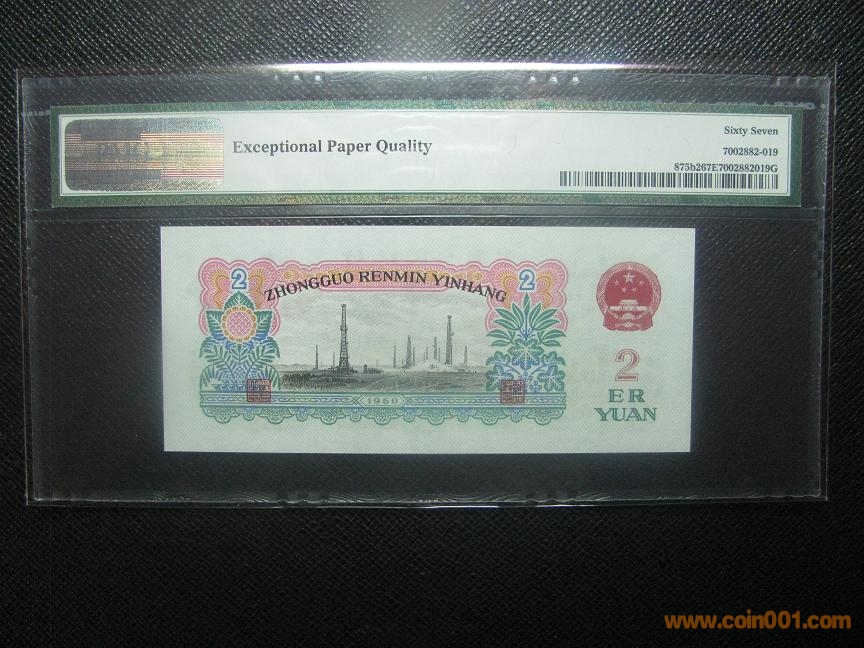 Exceptional Paper Quality
Sixty Seven
7002882-019
875b267E7002882019G
2
ZHONGGUO RENMIN YINHANG
2
1960
2
ER
YUAN
www.coin001.com